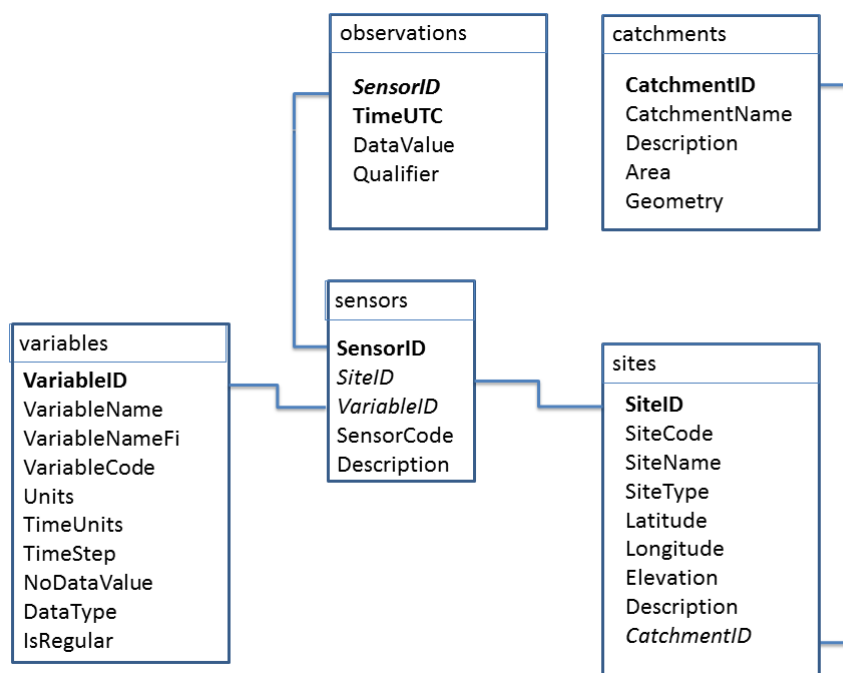 observations
SensorID
TimeUTC
DataValue
Qualifier
catchments
CatchmentID
CatchmentName
Description
Area
Geometry
sensors
SensorID
SiteID
VariableID
SensorCode
Description
variables
VariableID
VariableName
VariableNameFi
VariableCode
Units
TimeUnits
TimeStep
NoDataValue
DataType
IsRegular
sites
SiteID
SiteCode
SiteName
SiteType
Latitude
Longitude
Elevation
Description
CatchmentID